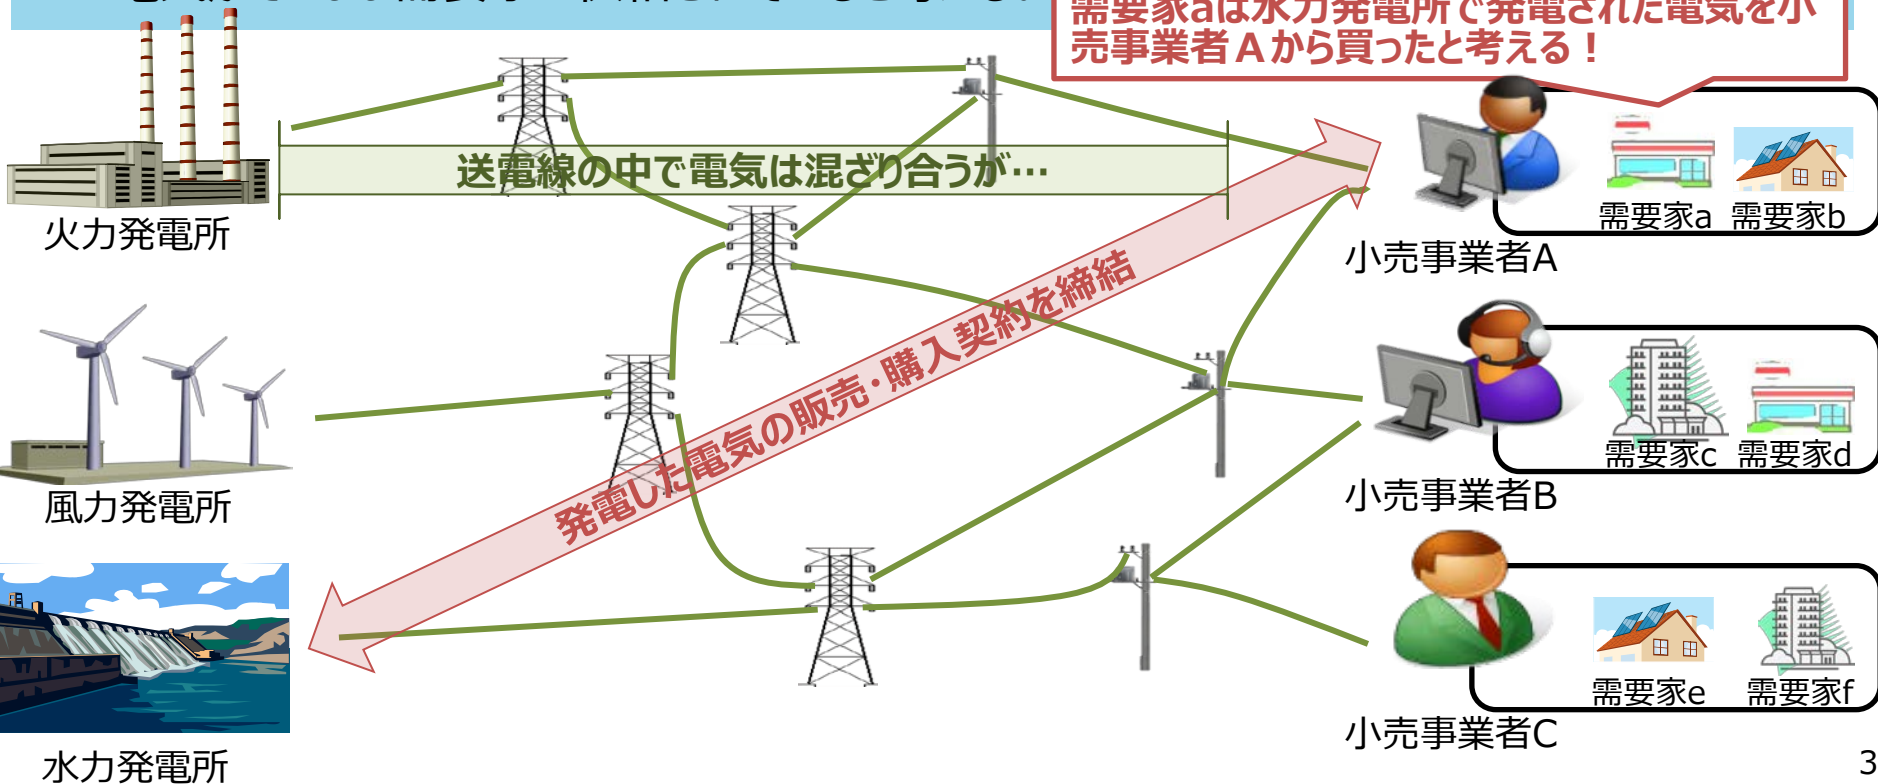 需要家aは水力発電所で発電された電気を小
売事業者Aから買ったと考える！
送電線の中で電気は混ざり合うが…
火力発電所
需要家a 需要家b
小売事業者A
発電した電気の販売・購入契約を締結
需要家c 需要家d
風力発電所
小売事業者B
需要家e 需要家f
小売事業者C
水力発電所
3